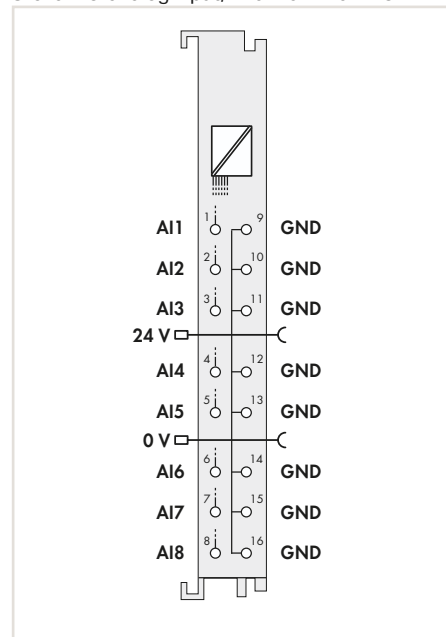 1 9
AI1 GND
2 10
AI2 GND
3 11
AI3 GND
24 V
4 12
AI4 GND
5 13
AI5 GND
0 V
6 14
AI6 GND
7 15
AI7 GND
8 16
AI8 GND